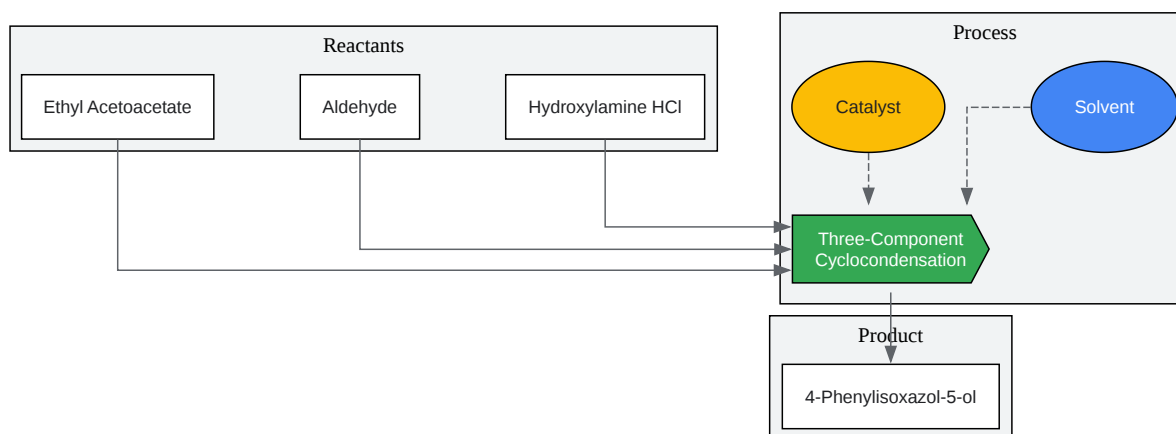 Reactants
Process
Ethyl Acetoacetate
Aldehyde
Hydroxylamine HCl
Catalyst
Solvent
Three-Component
Cyclocondensation
Product
4-Phenylisoxazol-5-ol